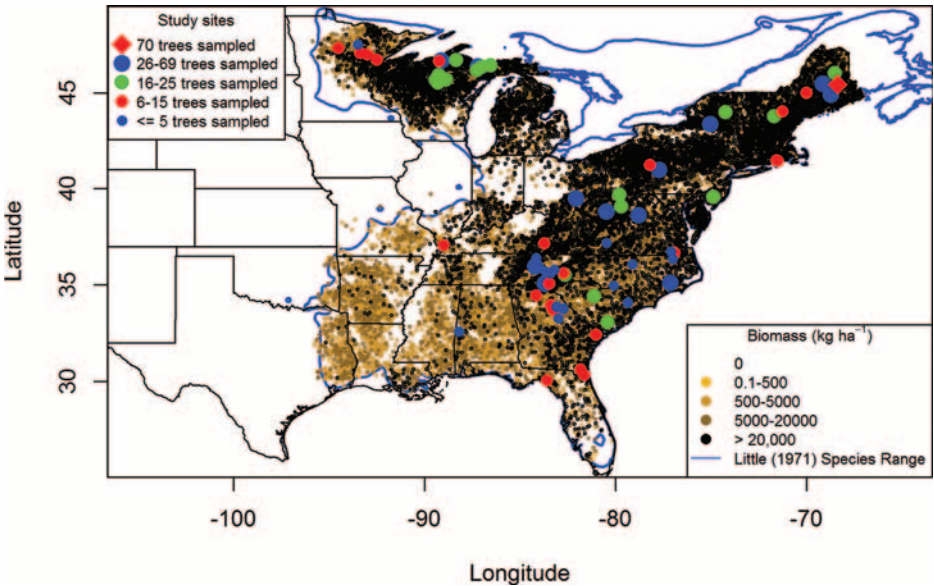 Study sites
70 trees sampled
26-69 trees sampled
16-25 trees sampled
6-15 trees sampled
<= 5 trees sampled
45
40
35
30
Latitude
Biomass (kg ha⁻¹)
0
0.1-500
500-5000
5000-20000
> 20,000
Little (1971) Species Range
-100
-90
-80
-70
Longitude